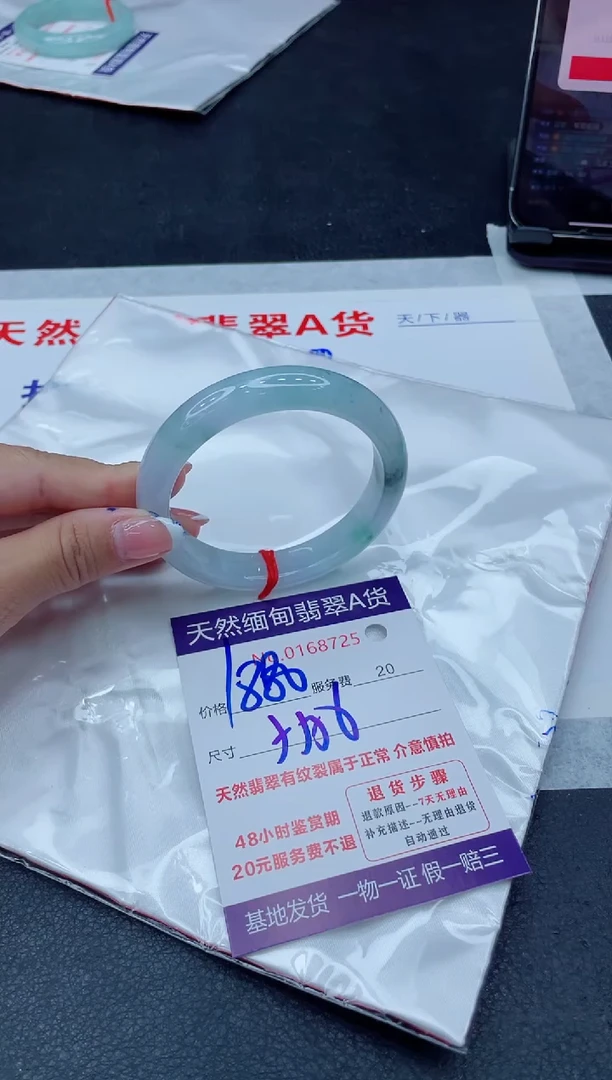 天然 翡翠A货
天/下/器
天然缅甸翡翠A货
No.0168725
价格 服务费 20
尺寸
天然翡翠有纹裂属于正常 介意慎拍
48小时鉴赏期
20元服务费不退
退货步骤
退款原因--7天无理由
补充描述--无理由退货
自动通过
基地发货 一物一证 假一赔三